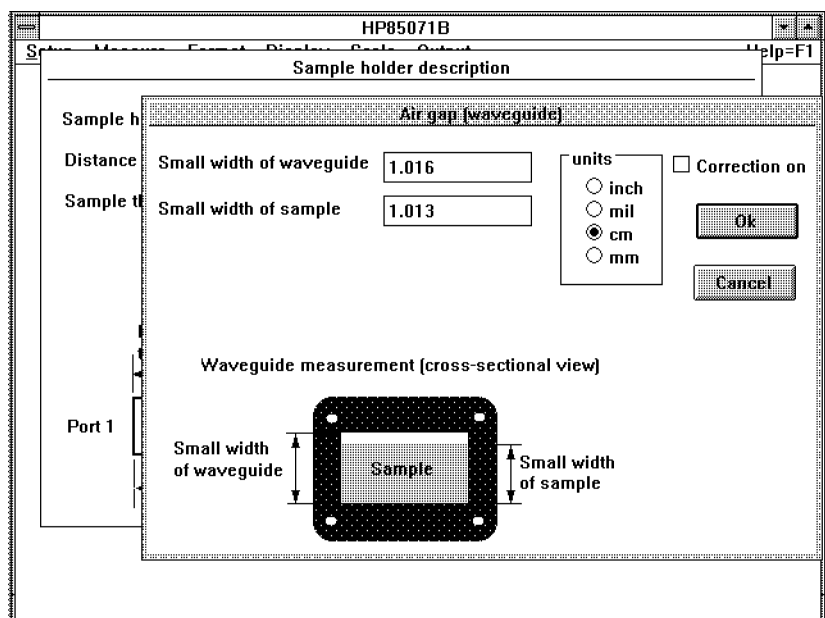 HP85071B
Help=F1
Sample holder description
Sample h
Air gap (waveguide)
Distance
Small width of waveguide 1.016
units
inch
mil
cm
mm
Correction on
Sample tl
Small width of sample 1.013
Ok
Cancel
Waveguide measurement (cross-sectional view)
Port 1
Small width
of waveguide
Sample
Small width
of sample